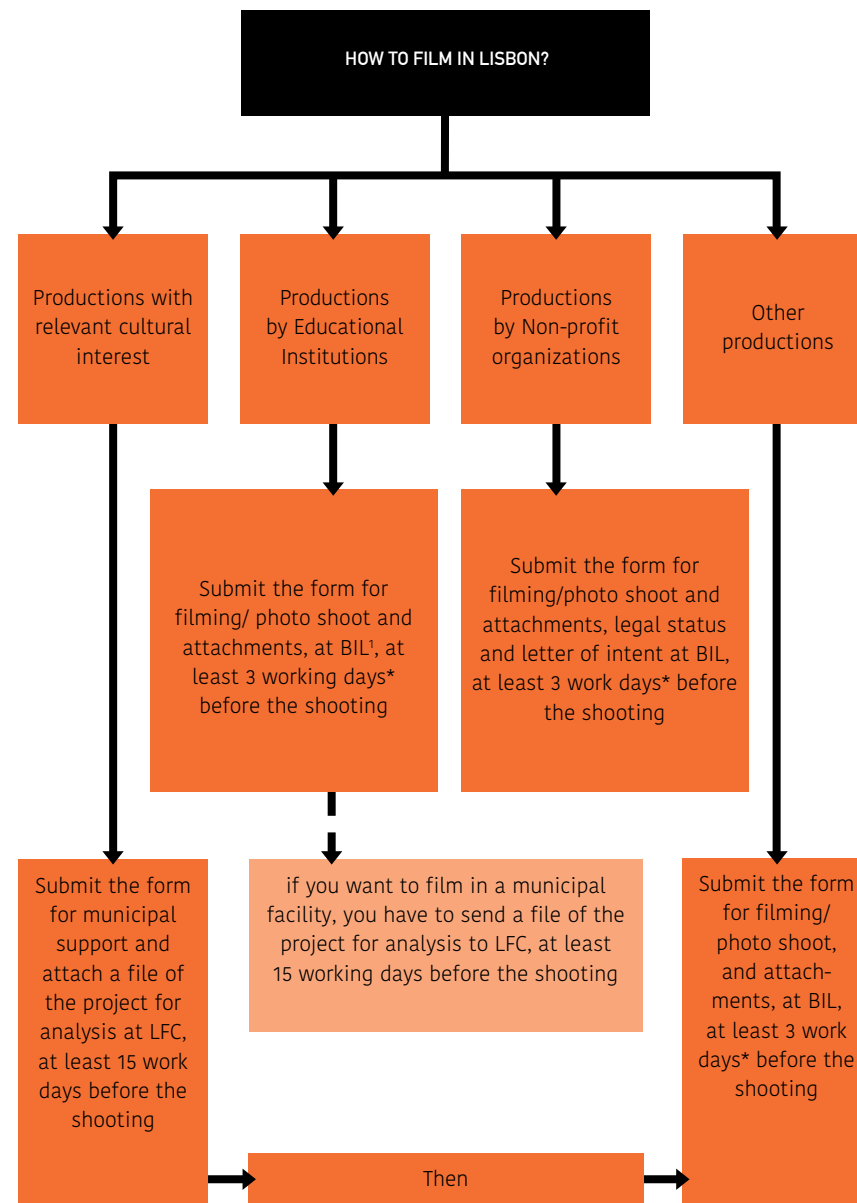 HOW TO FILM IN LISBON?
Productions with
relevant cultural
interest
Productions
by Educational
Institutions
Productions
by Non-profit
organizations
Other
productions
Submit the form for
filming/ photo shoot and
attachments, at BIL¹, at
least 3 working days*
before the shooting
Submit the form for
filming/photo shoot and
attachments, legal status
and letter of intent at BIL,
at least 3 work days* before
the shooting
Submit the form
for municipal
support and
attach a file of
the project for
analysis at LFC,
at least 15 work
days before the
shooting
if you want to film in a municipal
facility, you have to send a file of the
project for analysis to LFC, at least
15 working days before the shooting
Submit the form
for filming/
photo shoot,
and attach-
ments, at BIL,
at least 3 work
days* before the
shooting
Then